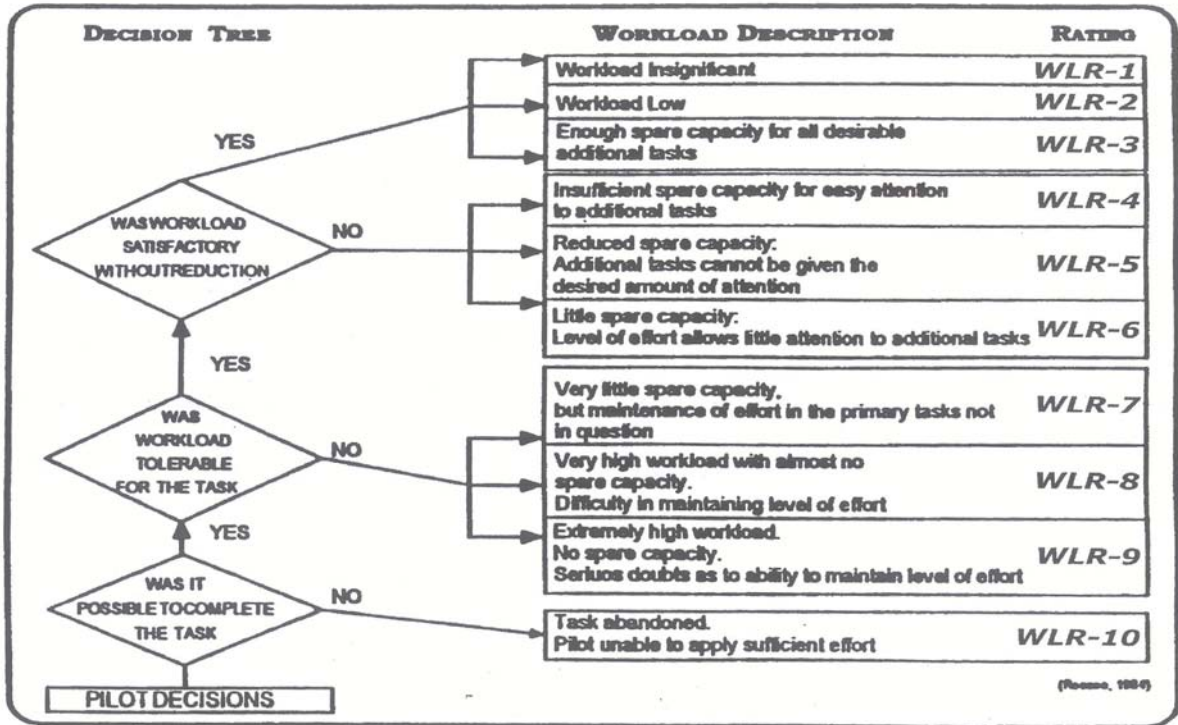 DECISION TREE
WORKLOAD DESCRIPTION
RATING
Workload Insignificant
WLR-1
Workload Low
WLR-2
YES
Enough spare capacity for all desirable
additional tasks
WLR-3
WAS WORKLOAD
SATISFACTORY
WITHOUT REDUCTION
NO
Insufficient spare capacity for easy attention
to additional tasks
WLR-4
Reduced spare capacity:
Additional tasks cannot be given the
desired amount of attention
WLR-5
Little spare capacity:
Level of effort allows little attention to additional tasks
WLR-6
YES
WAS
WORKLOAD
TOLERABLE
FOR THE TASK
NO
Very little spare capacity,
but maintenance of effort in the primary tasks not
in question
WLR-7
Very high workload with almost no
spare capacity.
Difficulty in maintaining level of effort
WLR-8
YES
Extremely high workload.
No spare capacity.
Seriuos doubts as to ability to maintain level of effort
WLR-9
WAS IT
POSSIBLE TO COMPLETE
THE TASK
NO
Task abandoned.
Pilot unable to apply sufficient effort
WLR-10
PILOT DECISIONS